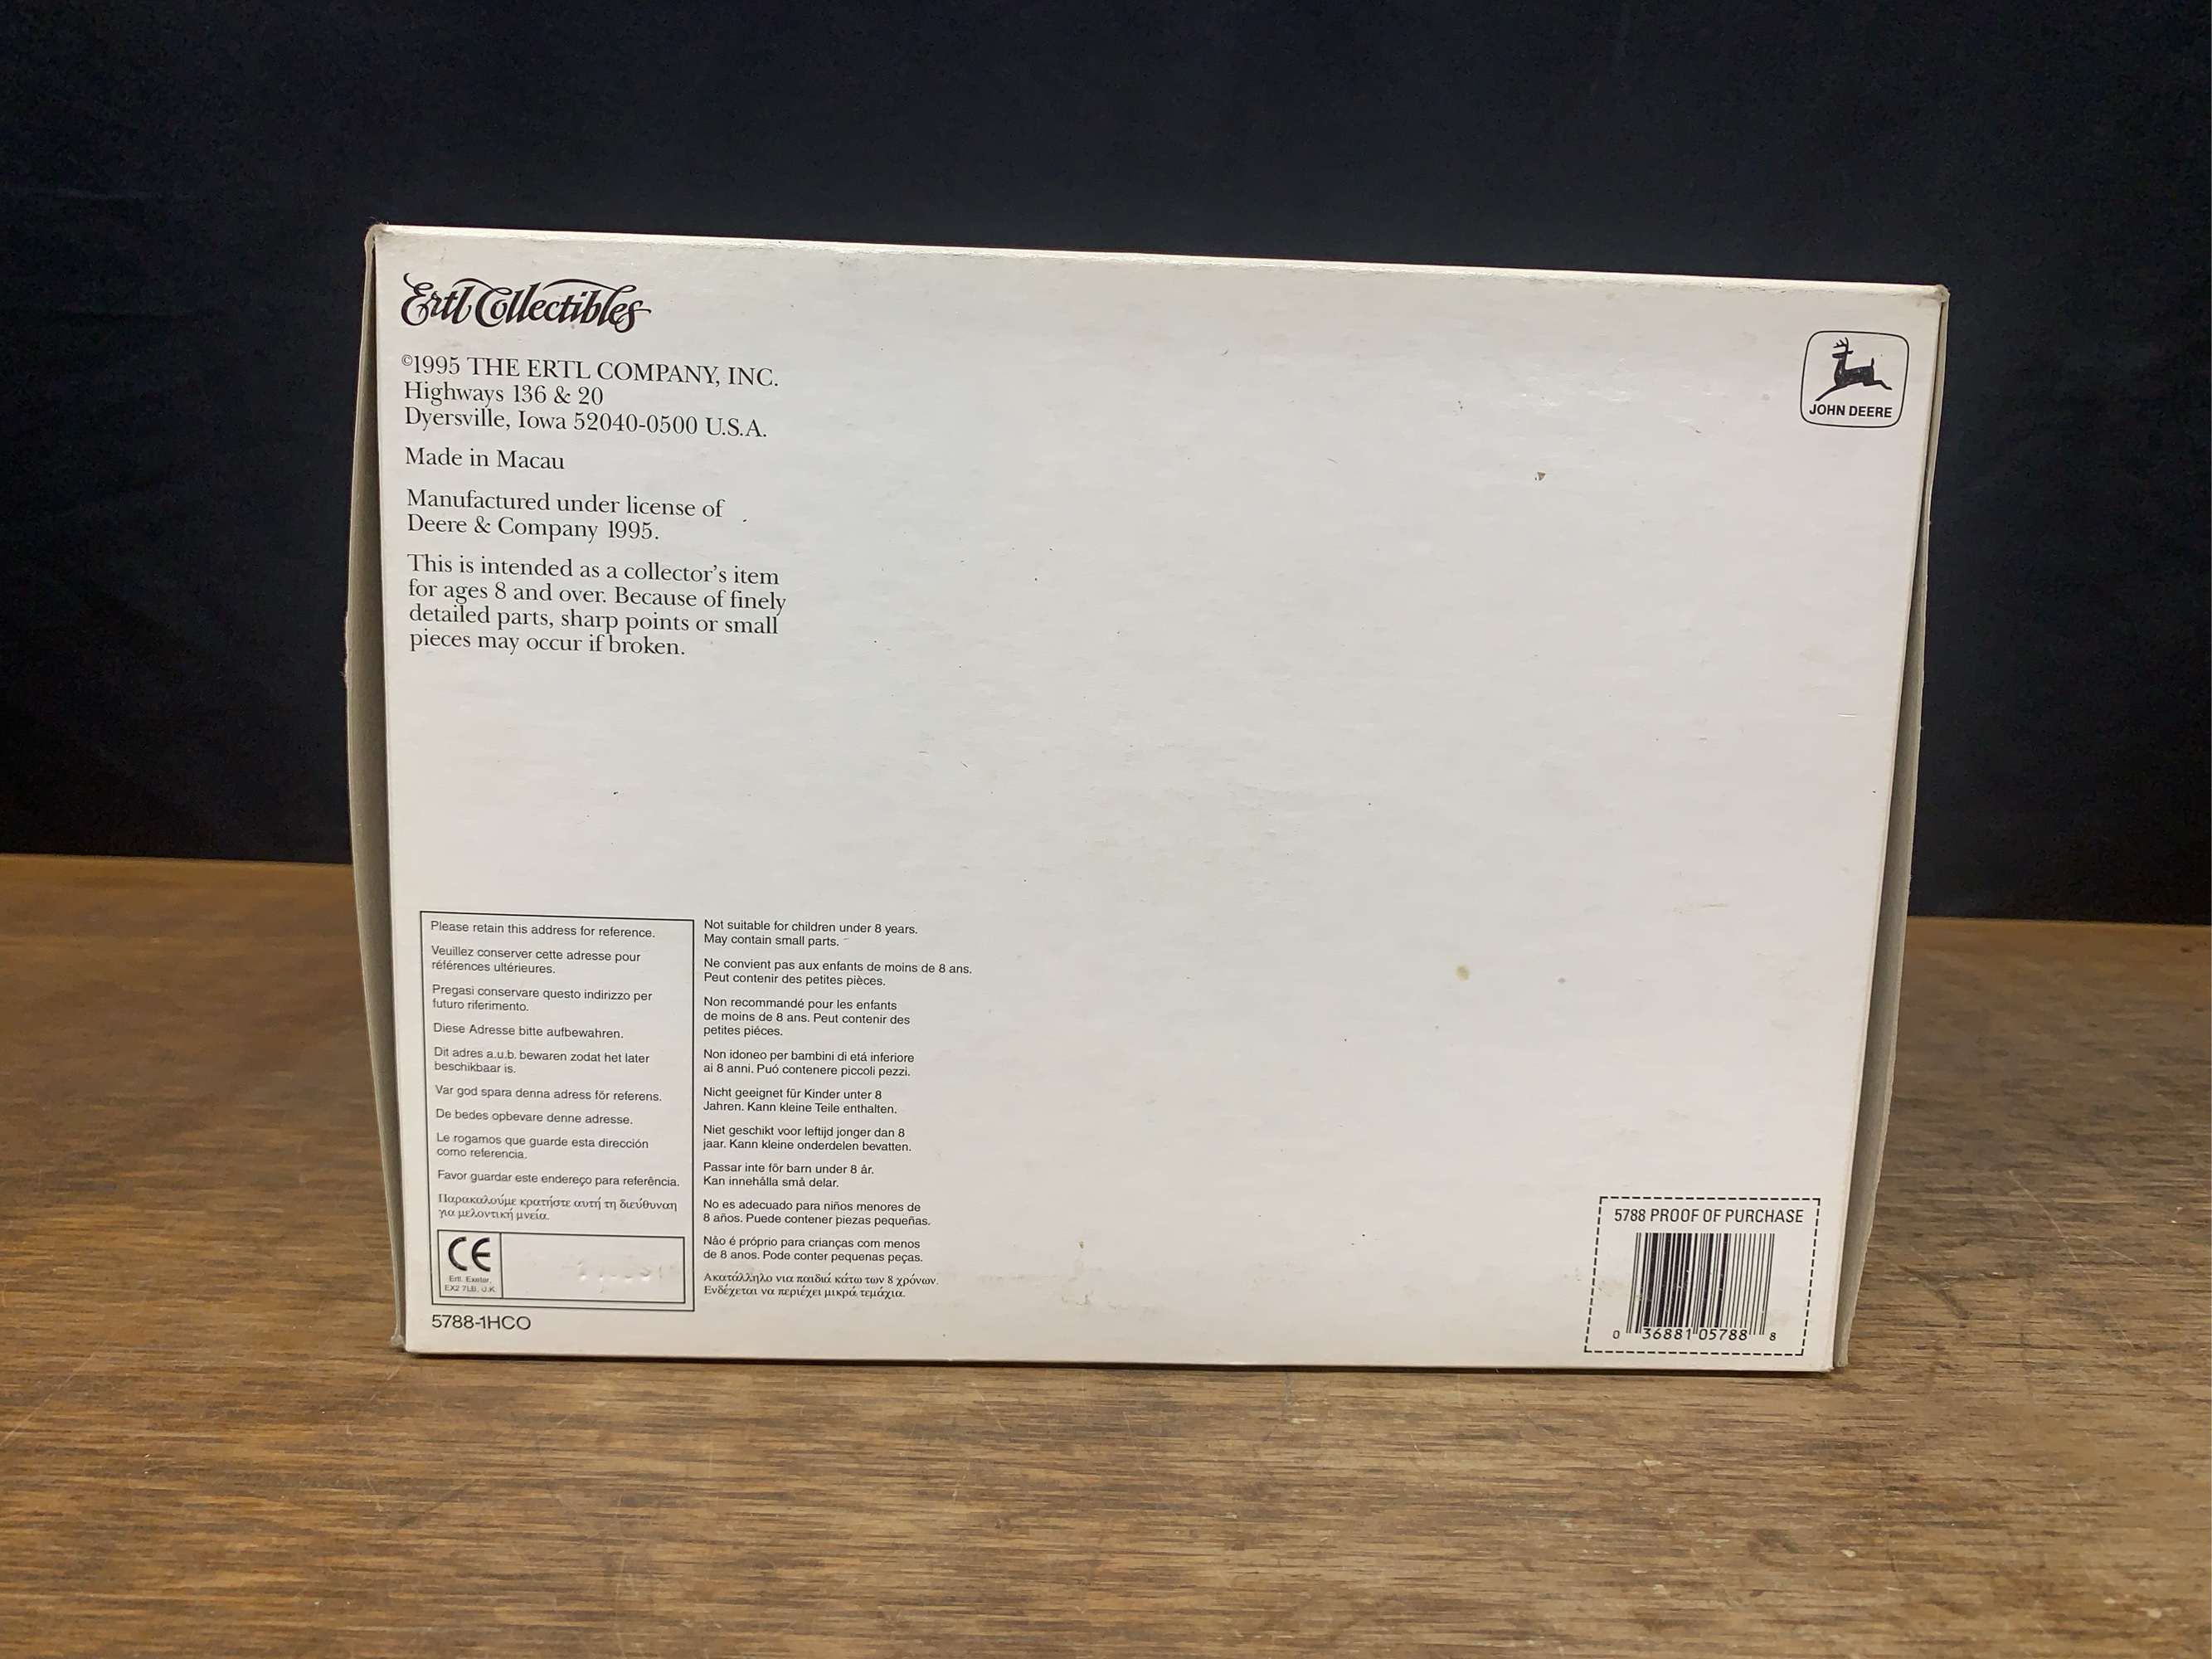 Ertl Collectibles
©1995 THE ERTL COMPANY, INC.
Highways 136 & 20
Dyersville, Iowa 52040-0500 U.S.A.
Made in Macau
Manufactured under license of
Deere & Company 1995.
This is intended as a collector's item
for ages 8 and over. Because of finely
detailed parts, sharp points or small
pieces may occur if broken.
JOHN DEERE
Please retain this address for reference.
Veuillez conserver cette adresse pour
références ultérieures.
Pregasi conservare questo indirizzo per
futuro riferimento.
Diese Adresse bitte aufbewahren.
Dit adres a.u.b. bewaren zodat het later
beschikbaar is.
Var god spara denna adress för referens.
De bedes opbevare denne adresse.
Le rogamos que guarde esta dirección
como referencia.
Favor guardar este endereço para referência.
Παρακαλούμε κρατήστε αυτή τη διεύθυναη
για μελοντική μνεία.
CE
Ertl. Exeter,
EX2 7LB, U.K.
5788-1HCO
Not suitable for children under 8 years.
May contain small parts.
Ne convient pas aux enfants de moins de 8 ans.
Peut contenir des petites pièces.
Non recommandé pour les enfants
de moins de 8 ans. Peut contenir des
petites piéces.
Non idoneo per bambini di etá inferiore
ai 8 anni. Puó contenere piccoli pezzi.
Nicht geeignet für Kinder unter 8
Jahren. Kann kleine Teile enthalten.
Niet geschikt voor leftijd jonger dan 8
jaar. Kann kleine onderdelen bevatten.
Passar inte för barn under 8 år.
Kan innehålla små delar.
No es adecuado para niños menores de
8 años. Puede contener piezas pequeñas.
Não é próprio para crianças com menos
de 8 anos. Pode conter pequenas peças.
Ακατάλληλο νια παιδιά κάτω των 8 χρόνων.
Ενδέχεται να περιέχει μικρά τεμάχια.
5788 PROOF OF PURCHASE
0 36881 05788 8